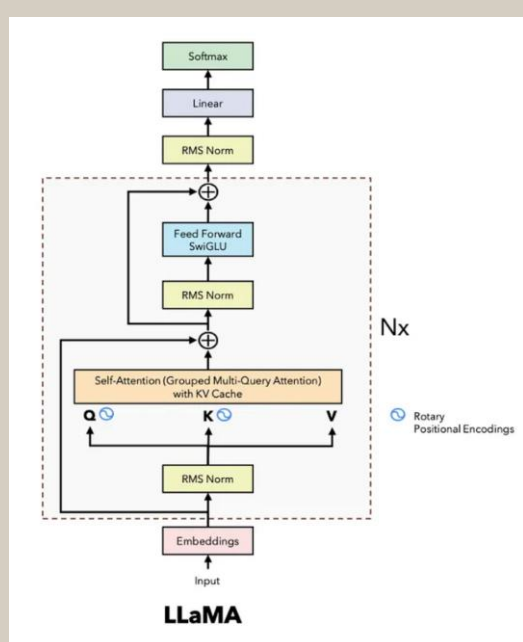 Softmax
Linear
RMS Norm
Feed Forward
SwiGLU
RMS Norm
Nx
Self-Attention (Grouped Multi-Query Attention)
with KV Cache
Q K V
Rotary
Positional Encodings
RMS Norm
Embeddings
Input
LLaMA